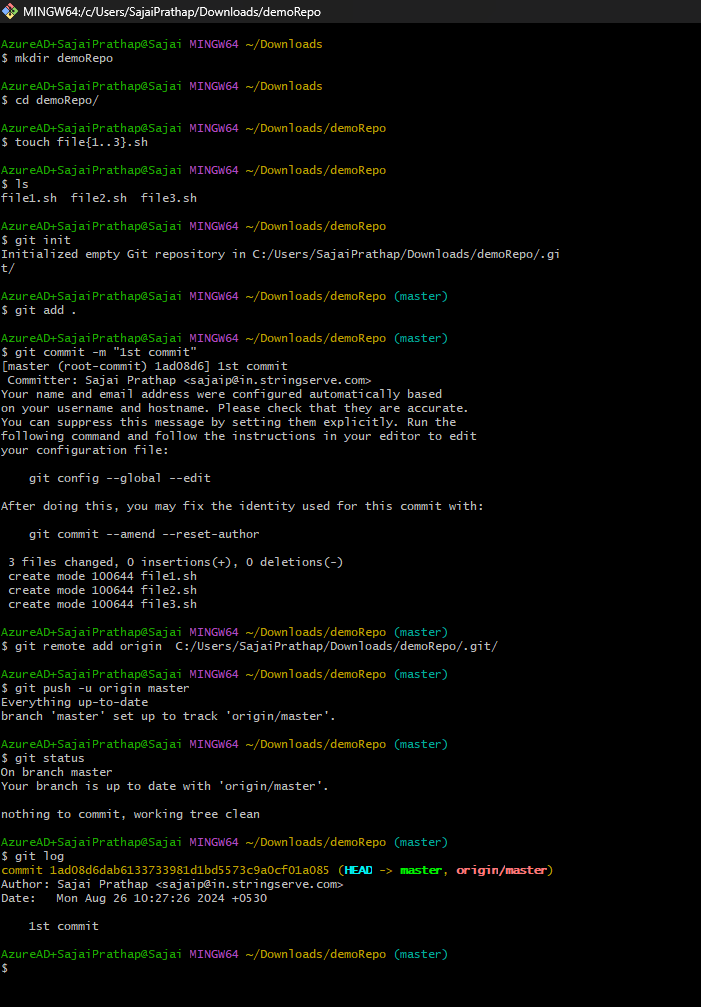 MINGW64:/c/Users/SajaiPrathap/Downloads/demoRepo
AzureAD+SajaiPrathap@Sajai MINGW64 ~/Downloads
$ mkdir demoRepo
AzureAD+SajaiPrathap@Sajai MINGW64 ~/Downloads
$ cd demoRepo/
AzureAD+SajaiPrathap@Sajai MINGW64 ~/Downloads/demoRepo
$ touch file{1..3}.sh
AzureAD+SajaiPrathap@Sajai MINGW64 ~/Downloads/demoRepo
$ ls
file1.sh  file2.sh  file3.sh
AzureAD+SajaiPrathap@Sajai MINGW64 ~/Downloads/demoRepo
$ git init
Initialized empty Git repository in C:/Users/SajaiPrathap/Downloads/demoRepo/.gi
t/
AzureAD+SajaiPrathap@Sajai MINGW64 ~/Downloads/demoRepo (master)
$ git add .
AzureAD+SajaiPrathap@Sajai MINGW64 ~/Downloads/demoRepo (master)
$ git commit -m "1st commit"
[master (root-commit) 1ad08d6] 1st commit
 Committer: Sajai Prathap <sajaip@in.stringserve.com>
Your name and email address were configured automatically based
on your username and hostname. Please check that they are accurate.
You can suppress this message by setting them explicitly. Run the
following command and follow the instructions in your editor to edit
your configuration file:
    git config --global --edit
After doing this, you may fix the identity used for this commit with:
    git commit --amend --reset-author
 3 files changed, 0 insertions(+), 0 deletions(-)
 create mode 100644 file1.sh
 create mode 100644 file2.sh
 create mode 100644 file3.sh
AzureAD+SajaiPrathap@Sajai MINGW64 ~/Downloads/demoRepo (master)
$ git remote add origin  C:/Users/SajaiPrathap/Downloads/demoRepo/.git/
AzureAD+SajaiPrathap@Sajai MINGW64 ~/Downloads/demoRepo (master)
$ git push -u origin master
Everything up-to-date
branch 'master' set up to track 'origin/master'.
AzureAD+SajaiPrathap@Sajai MINGW64 ~/Downloads/demoRepo (master)
$ git status
On branch master
Your branch is up to date with 'origin/master'.
nothing to commit, working tree clean
AzureAD+SajaiPrathap@Sajai MINGW64 ~/Downloads/demoRepo (master)
$ git log
commit 1ad08d6dab6133733981d1bd5573c9a0cf01a085 (HEAD -> master, origin/master)
Author: Sajai Prathap <sajaip@in.stringserve.com>
Date:   Mon Aug 26 10:27:26 2024 +0530
    1st commit
AzureAD+SajaiPrathap@Sajai MINGW64 ~/Downloads/demoRepo (master)
$